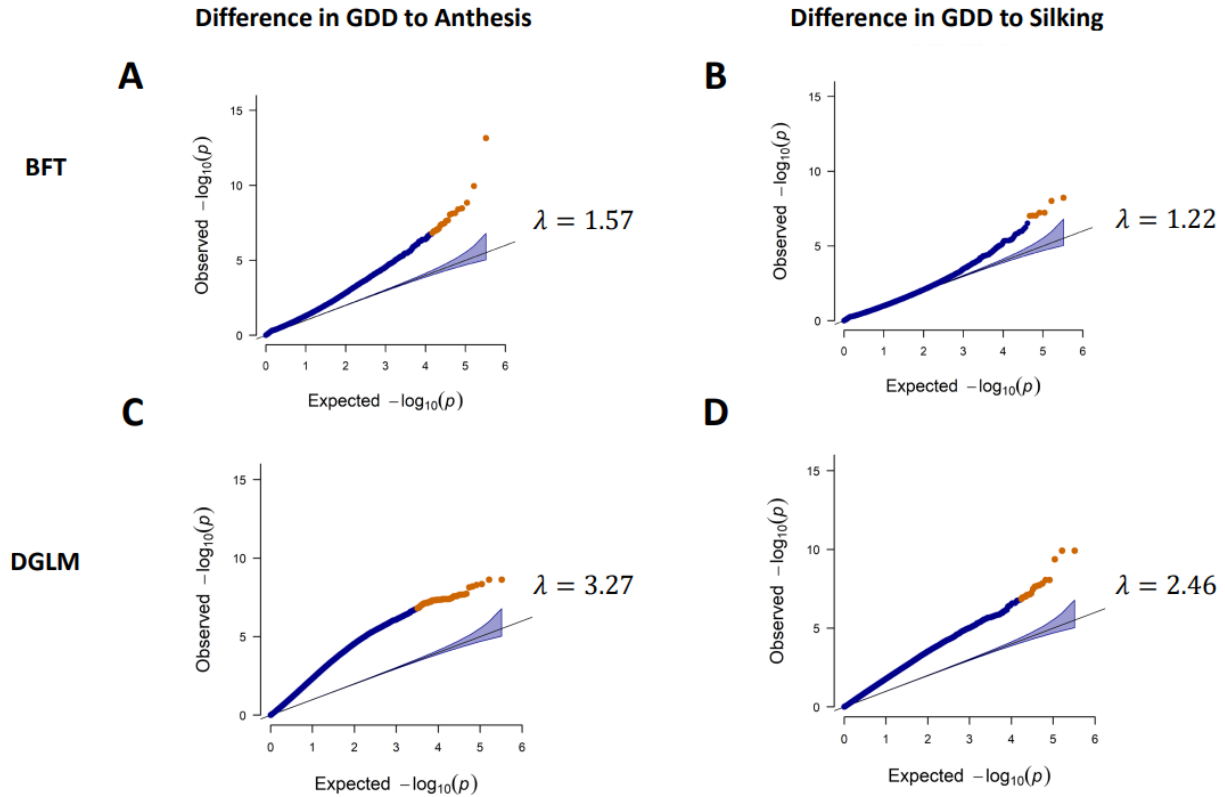 Difference in GDD to Anthesis
Difference in GDD to Silking
A
B
BFT
15
10
5
0
Observed −log10(p)
0 1 2 3 4 5 6
Expected −log10(p)
λ = 1.57
15
10
5
0
Observed −log10(p)
0 1 2 3 4 5 6
Expected −log10(p)
λ = 1.22
C
D
DGLM
15
10
5
0
Observed −log10(p)
0 1 2 3 4 5 6
Expected −log10(p)
λ = 3.27
15
10
5
0
Observed −log10(p)
0 1 2 3 4 5 6
Expected −log10(p)
λ = 2.46